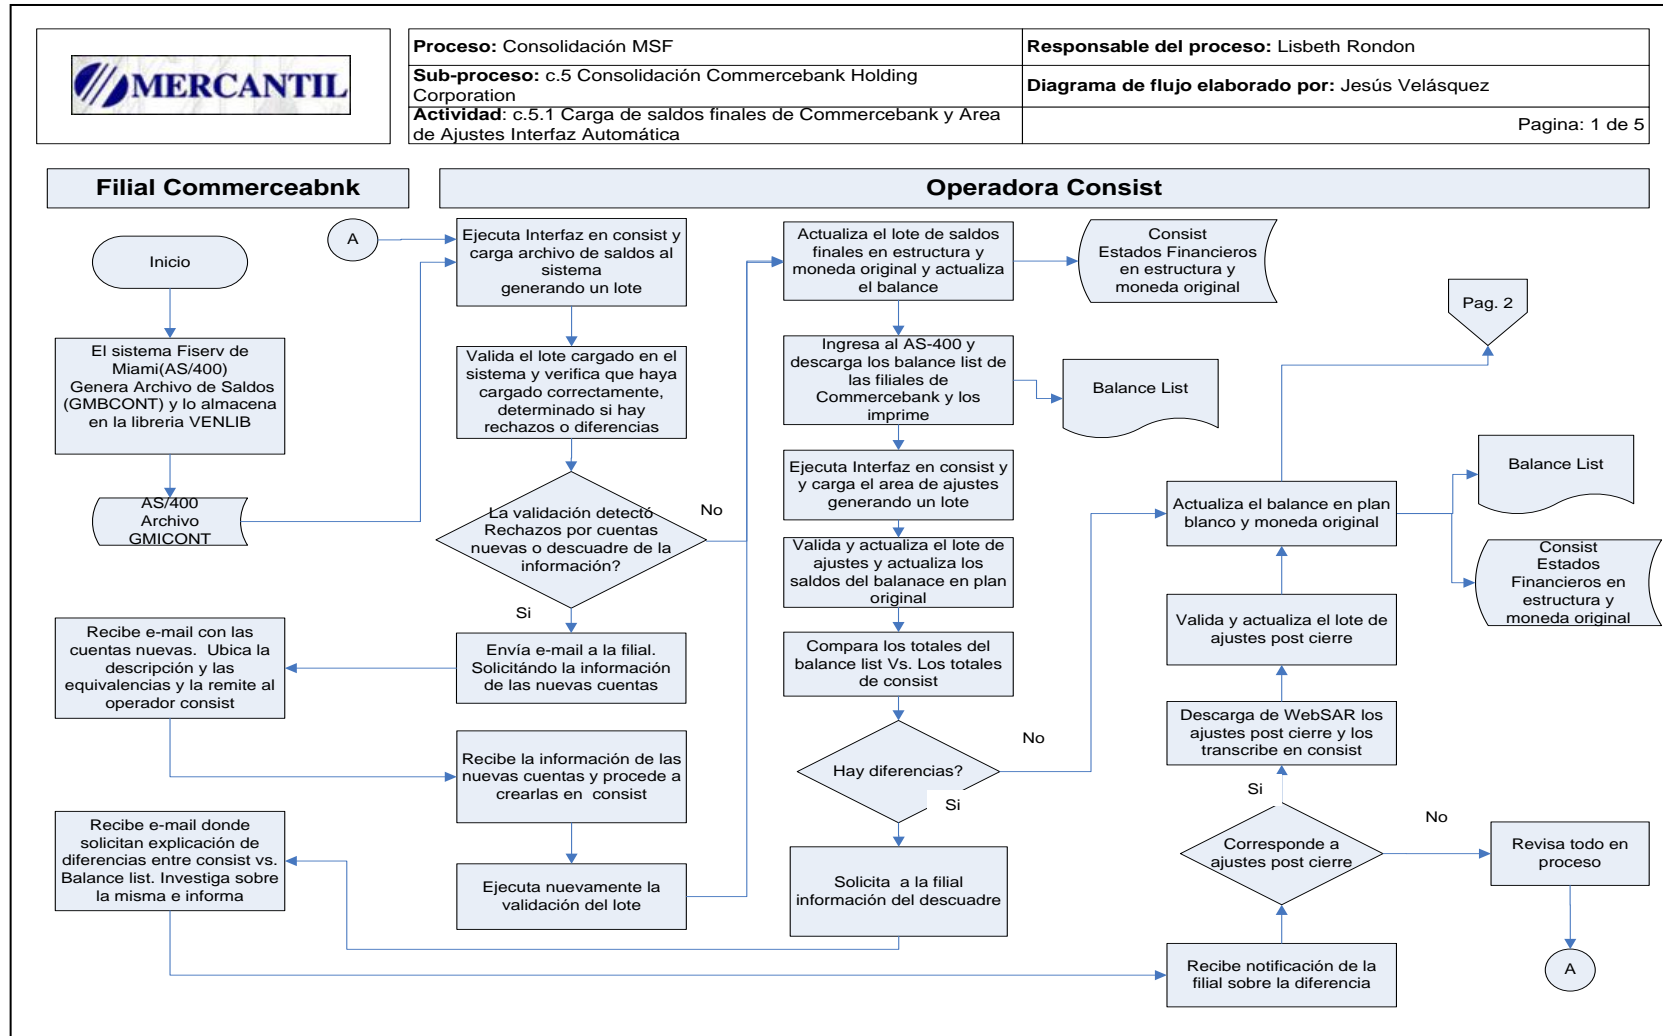 MERCANTIL
Proceso: Consolidación MSF
Responsable del proceso: Lisbeth Rondon
Sub-proceso: c.5 Consolidación Commercebank Holding
Corporation
Diagrama de flujo elaborado por: Jesús Velásquez
Actividad: c.5.1 Carga de saldos finales de Commercebank y Area
de Ajustes Interfaz Automática
Pagina: 1 de 5
Filial Commerceabnk
Operadora Consist
Inicio
El sistema Fiserv de
Miami(AS/400)
Genera Archivo de Saldos
(GMBCONT) y lo almacena
en la libreria VENLIB
AS/400
Archivo
GMICONT
A
Ejecuta Interfaz en consist y
carga archivo de saldos al
sistema
generando un lote
Valida el lote cargado en el
sistema y verifica que haya
cargado correctamente,
determinado si hay
rechazos o diferencias
La validación detectó
Rechazos por cuentas
nuevas o descuadre de la
información?
No
Si
Envía e-mail a la filial.
Solicitándo la información
de las nuevas cuentas
Recibe e-mail con las
cuentas nuevas.  Ubica la
descripción y las
equivalencias y la remite al
operador consist
Recibe la información de las
nuevas cuentas y procede a
crearlas en  consist
Ejecuta nuevamente la
validación del lote
Recibe e-mail donde
solicitan explicación de
diferencias entre consist vs.
Balance list. Investiga sobre
la misma e informa
Actualiza el lote de saldos
finales en estructura y
moneda original y actualiza
el balance
Consist
Estados Financieros
en estructura y
moneda original
Ingresa al AS-400 y
descarga los balance list de
las filiales de
Commercebank y los
imprime
Balance List
Ejecuta Interfaz en consist y
y carga el area de ajustes
generando un lote
Valida y actualiza el lote de
ajustes y actualiza los
saldos del balanace en plan
original
Compara los totales del
balance list Vs. Los totales
de consist
Hay diferencias?
No
Si
Solicita  a la filial
información del descuadre
Pag. 2
Actualiza el balance en plan
blanco y moneda original
Balance List
Consist
Estados
Financieros en
estructura y
moneda original
Valida y actualiza el lote de
ajustes post cierre
Descarga de WebSAR los
ajustes post cierre y los
transcribe en consist
Si
Corresponde a
ajustes post cierre
No
Revisa todo en
proceso
A
Recibe notificación de la
filial sobre la diferencia